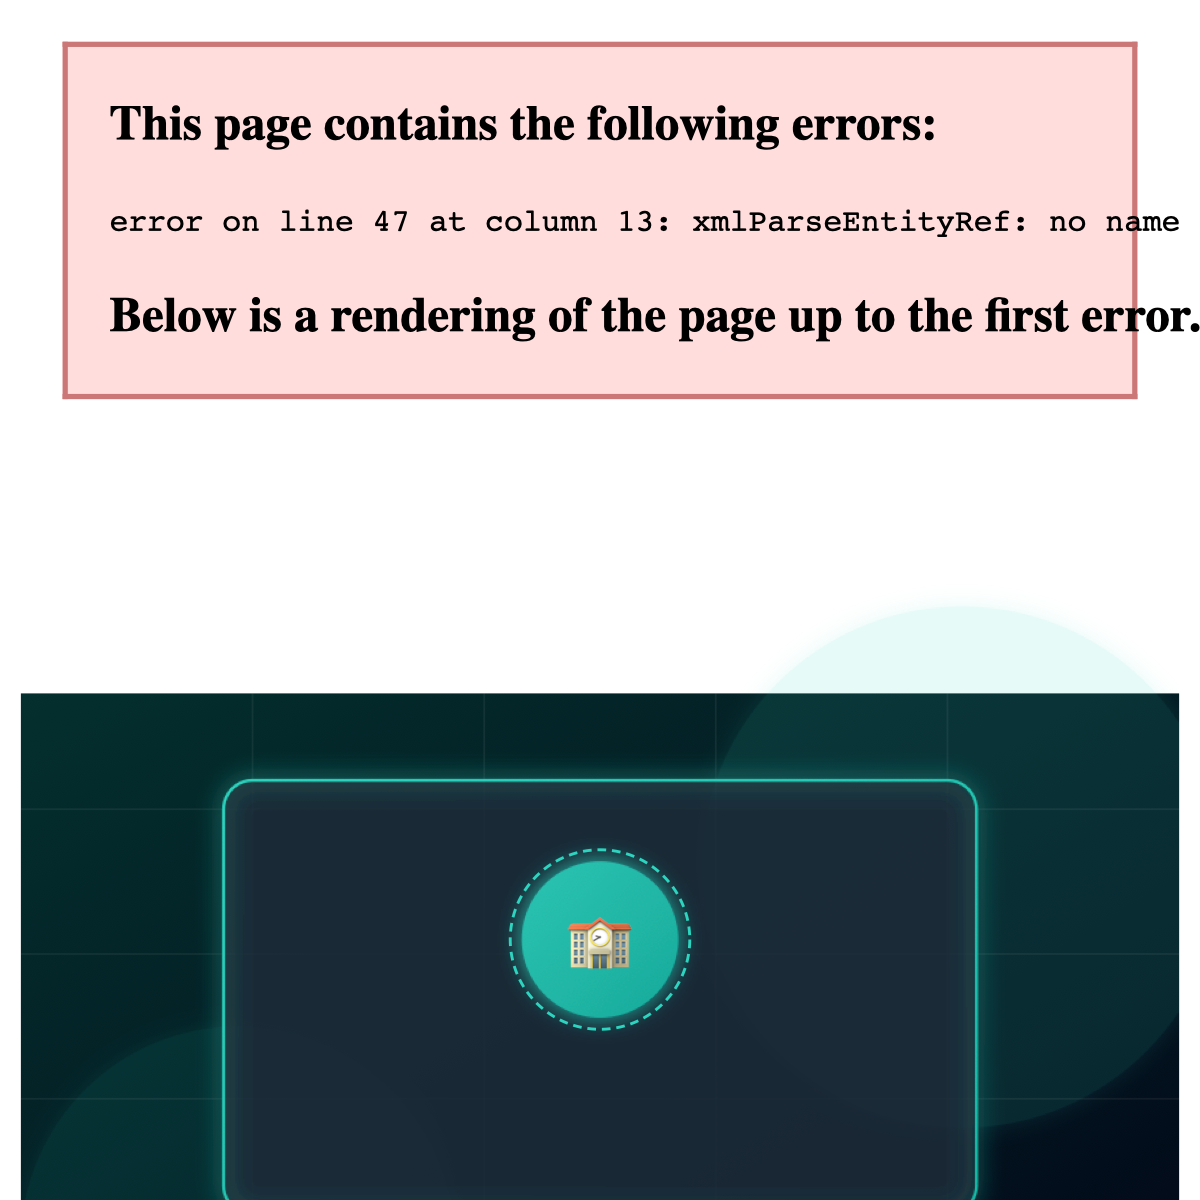 This page contains the following errors:
error on line 47 at column 13: xmlParseEntityRef: no name
Below is a rendering of the page up to the first error.